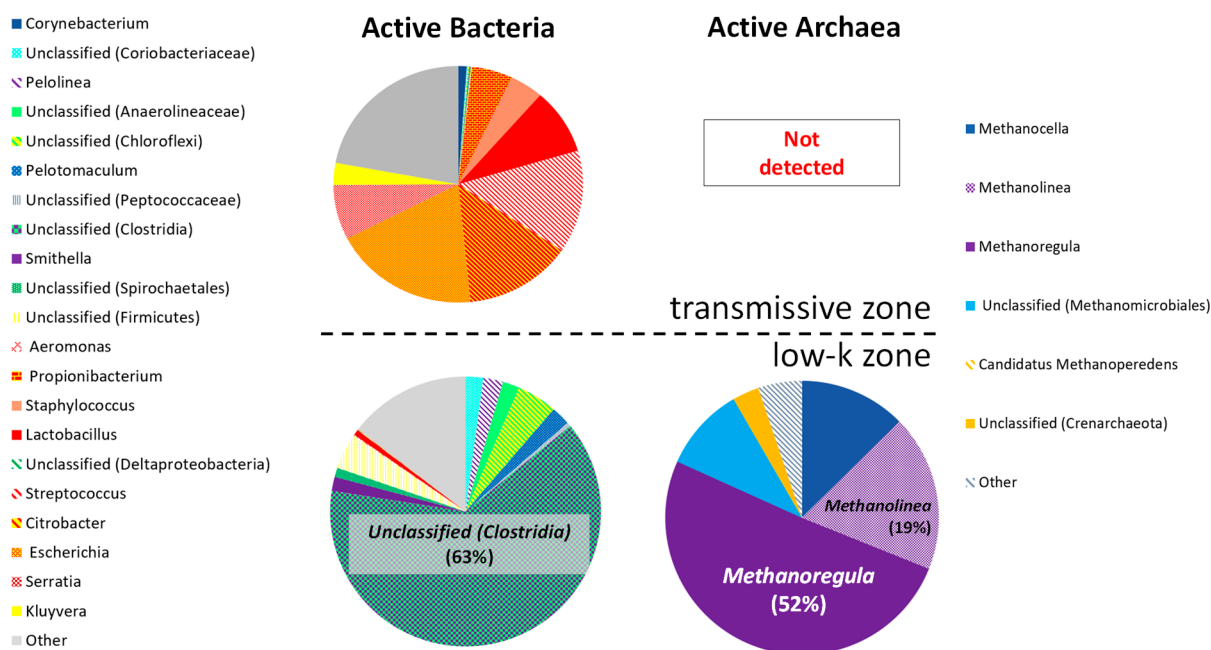 Corynebacterium
Unclassified (Coriobacteriaceae)
Pelolinea
Unclassified (Anaerolineaceae)
Unclassified (Chloroflexi)
Pelotomaculum
Unclassified (Peptococcaceae)
Unclassified (Clostridia)
Smithella
Unclassified (Spirochaetales)
Unclassified (Firmicutes)
Aeromonas
Propionibacterium
Staphylococcus
Lactobacillus
Unclassified (Deltaproteobacteria)
Streptococcus
Citrobacter
Escherichia
Serratia
Kluyvera
Other
Active Bacteria
Active Archaea
Not
detected
transmissive zone
low-k zone
Unclassified (Clostridia)
(63%)
Methanolinea
(19%)
Methanoregula
(52%)
Methanocella
Methanolinea
Methanoregula
Unclassified (Methanomicrobiales)
Candidatus Methanoperedens
Unclassified (Crenarchaeota)
Other